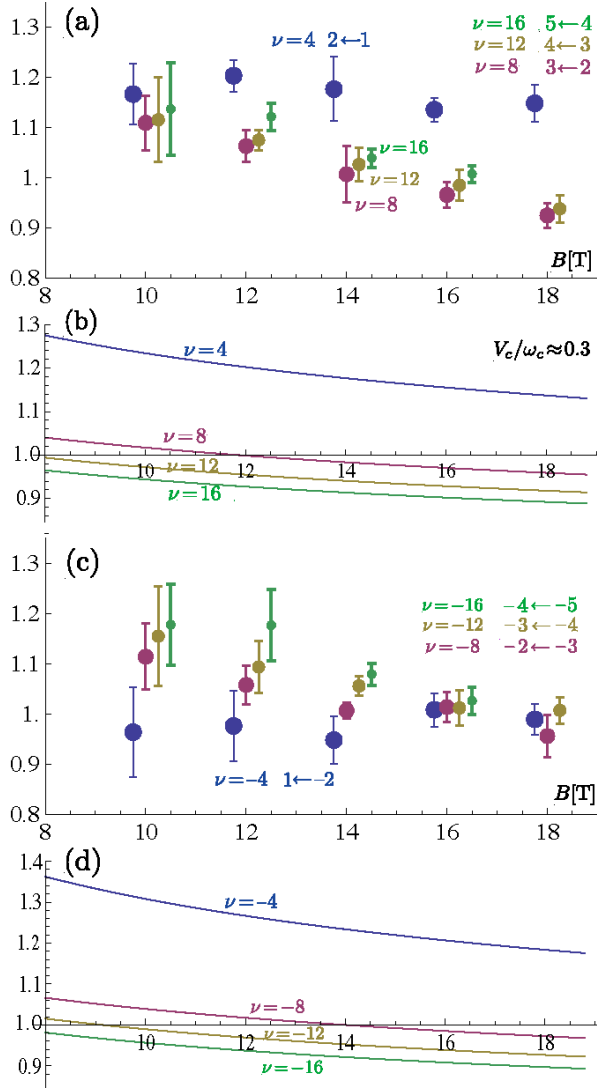 (a)
ν=4 2←1
ν=16 5←4
ν=12 4←3
ν=8 3←2
1.3
1.2
1.1
1.
0.9
0.8
ν=16
ν=12
ν=8
B[T]
8 10 12 14 16 18
(b)
1.3
1.2
1.1
1.0
0.9
ν=4
V_c/ω_c≈0.3
ν=8
10 12 14 16 18
ν=12
ν=16
(c)
1.3
1.2
1.1
1.
0.9
0.8
ν=−16 −4←−5
ν=−12 −3←−4
ν=−8 −2←−3
ν=−4 1←−2
B[T]
8 10 12 14 16 18
(d)
1.4
1.3
1.2
1.1
1.0
0.9
ν=−4
ν=−8
10 12 14 16 18
ν=−12
ν=−16